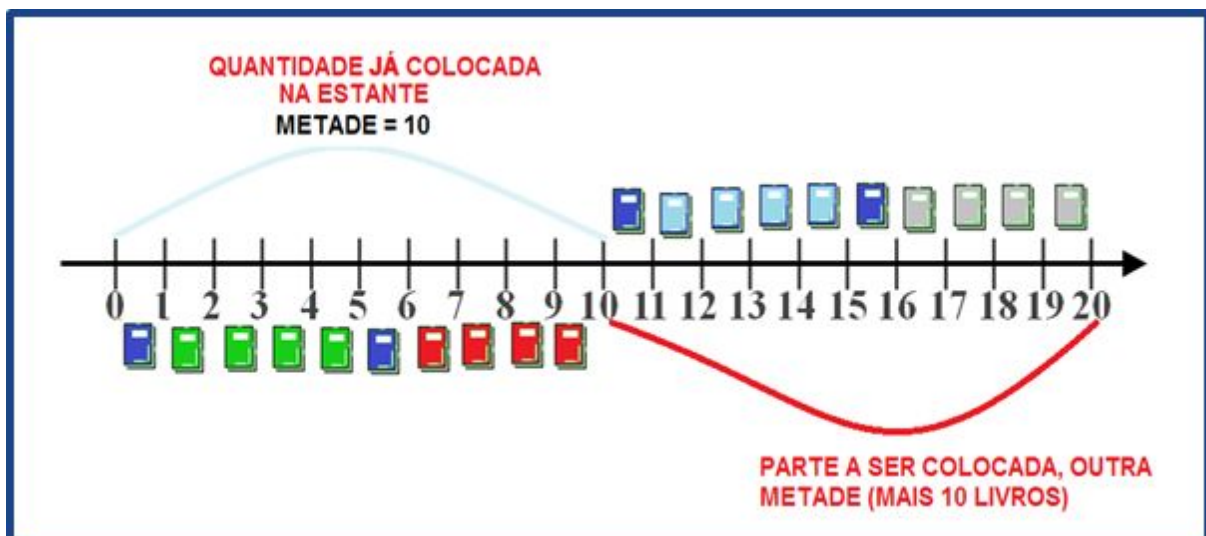 QUANTIDADE JÁ COLOCADA
NA ESTANTE
METADE = 10
0 1 2 3 4 5 6 7 8 9 10 11 12 13 14 15 16 17 18 19 20
PARTE A SER COLOCADA, OUTRA
METADE (MAIS 10 LIVROS)